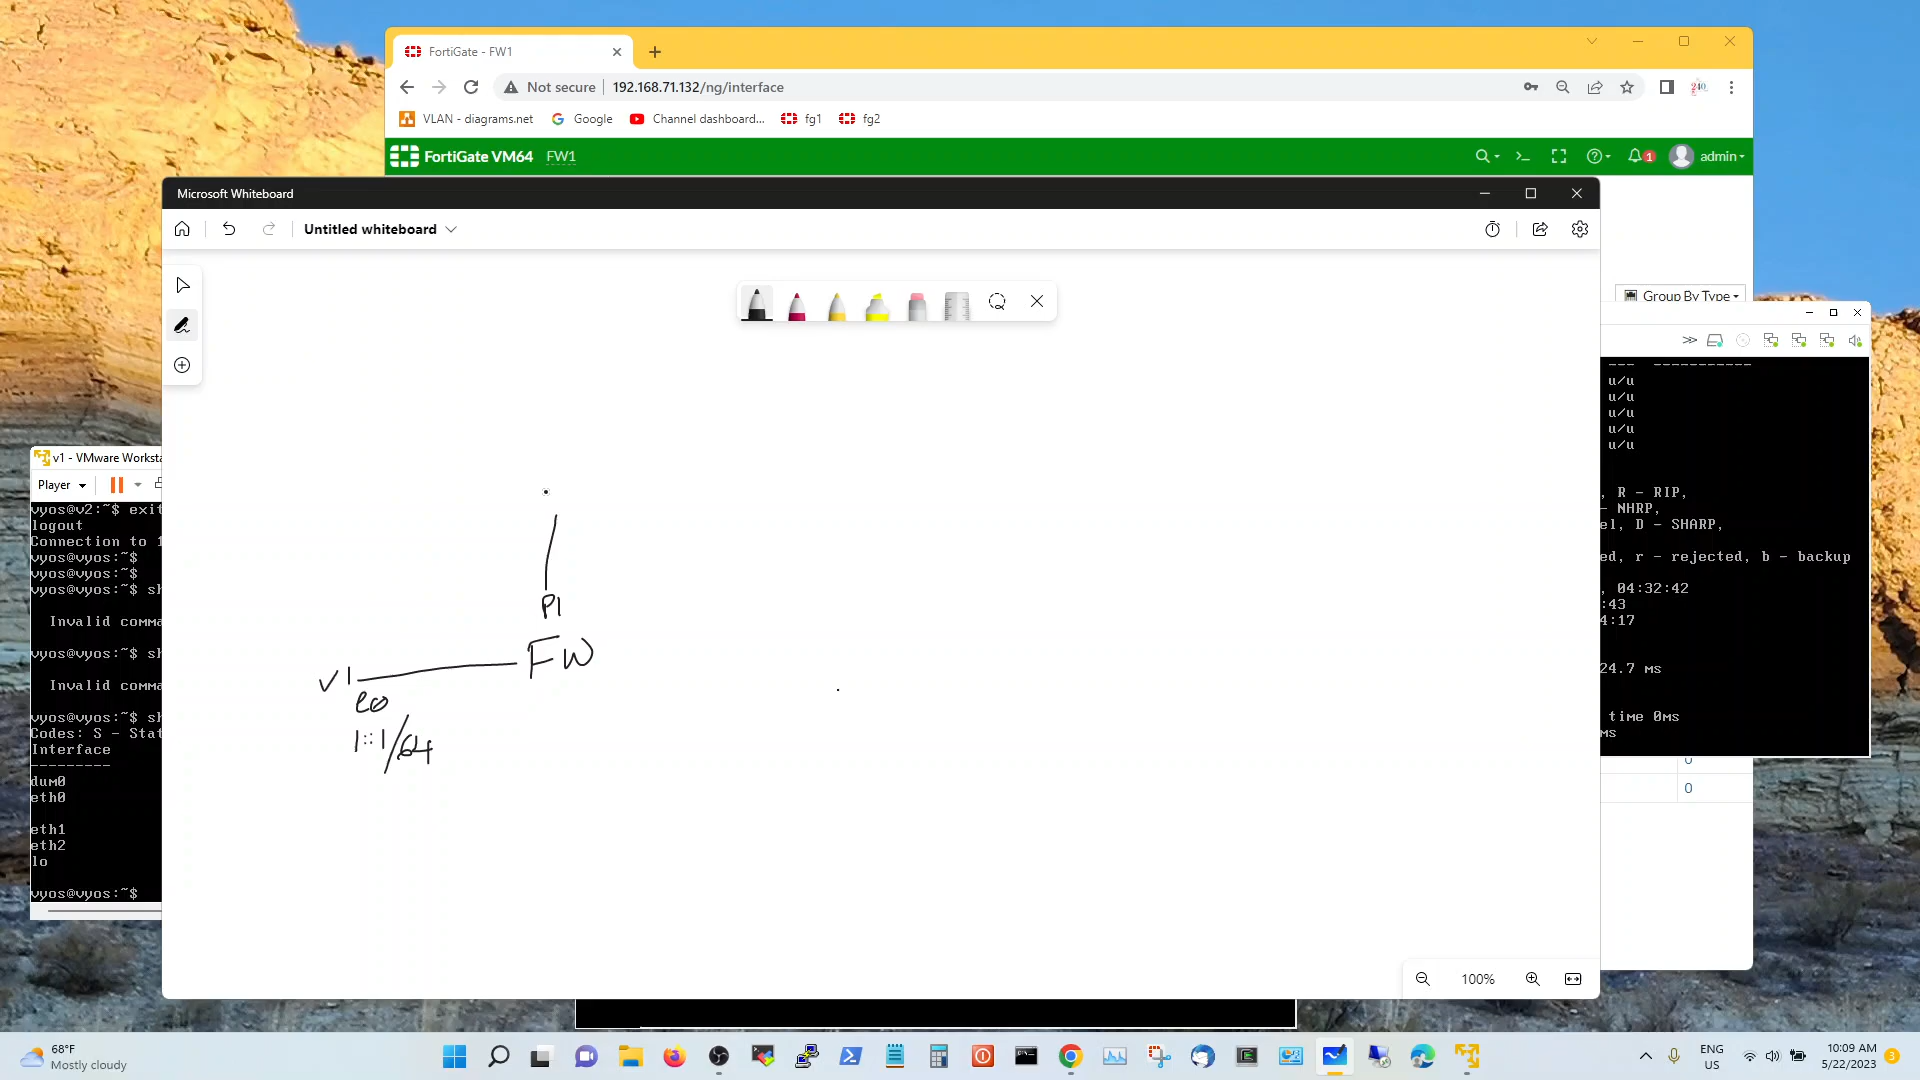 FortiGate - FW1
Not secure 192.168.71.132/ng/interface
VLAN - diagrams.net Google Channel dashboard... fg1 fg2
FortiGate VM64 FW1
1 admin
Microsoft Whiteboard
Untitled whiteboard
Group By Type
P1
V1 FW
e0
1::1/64
v1 - VMware Worksta
Player
vyos@v2:~$ exit
logout
Connection to 1
vyos@vyos:~$
vyos@vyos:~$
vyos@vyos:~$ sh
Invalid comma
vyos@vyos:~$ sh
Invalid comma
vyos@vyos:~$ sh
Codes: S - Stat
Interface
---------
dum0
eth0
eth1
eth2
lo
vyos@vyos:~$
--- -----------
u/u
u/u
u/u
u/u
u/u
, R - RIP,
- NHRP,
el, D - SHARP,
ed, r - rejected, b - backup
, 04:32:42
:43
4:17
24.7 ms
time 0ms
ms
0
0
100%
68°F
Mostly cloudy
ENG
US
10:09 AM
5/22/2023
3